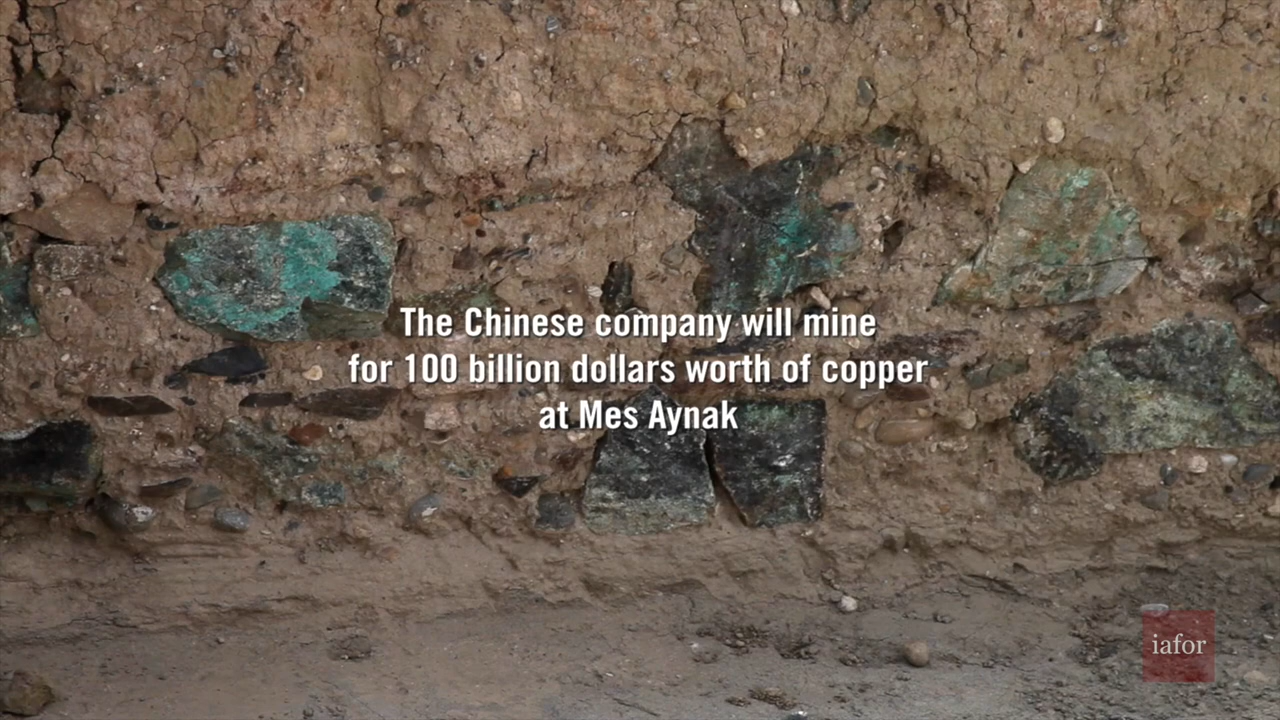 The Chinese company will mine
for 100 billion dollars worth of copper
at Mes Aynak
iafor